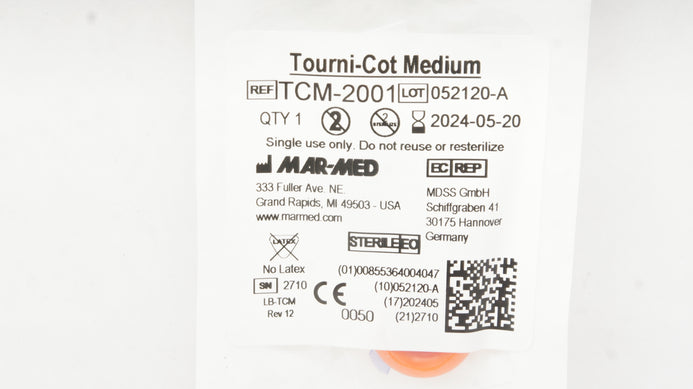 Tourni-Cot Medium
REF TCM-2001 LOT 052120-A
QTY 1 2 2024-05-20
Single use only. Do not reuse or resterilize
MAR-MED
333 Fuller Ave. NE.
Grand Rapids, MI 49503 - USA
www.marmed.com
EC REP
MDSS GmbH
Schiffgraben 41
30175 Hannover
Germany
LATEX
No Latex
STERILE EO
SN 2710
LB-TCM
Rev 12
CE
0050
(01)00855364004047
(10)052120-A
(17)202405
(21)2710